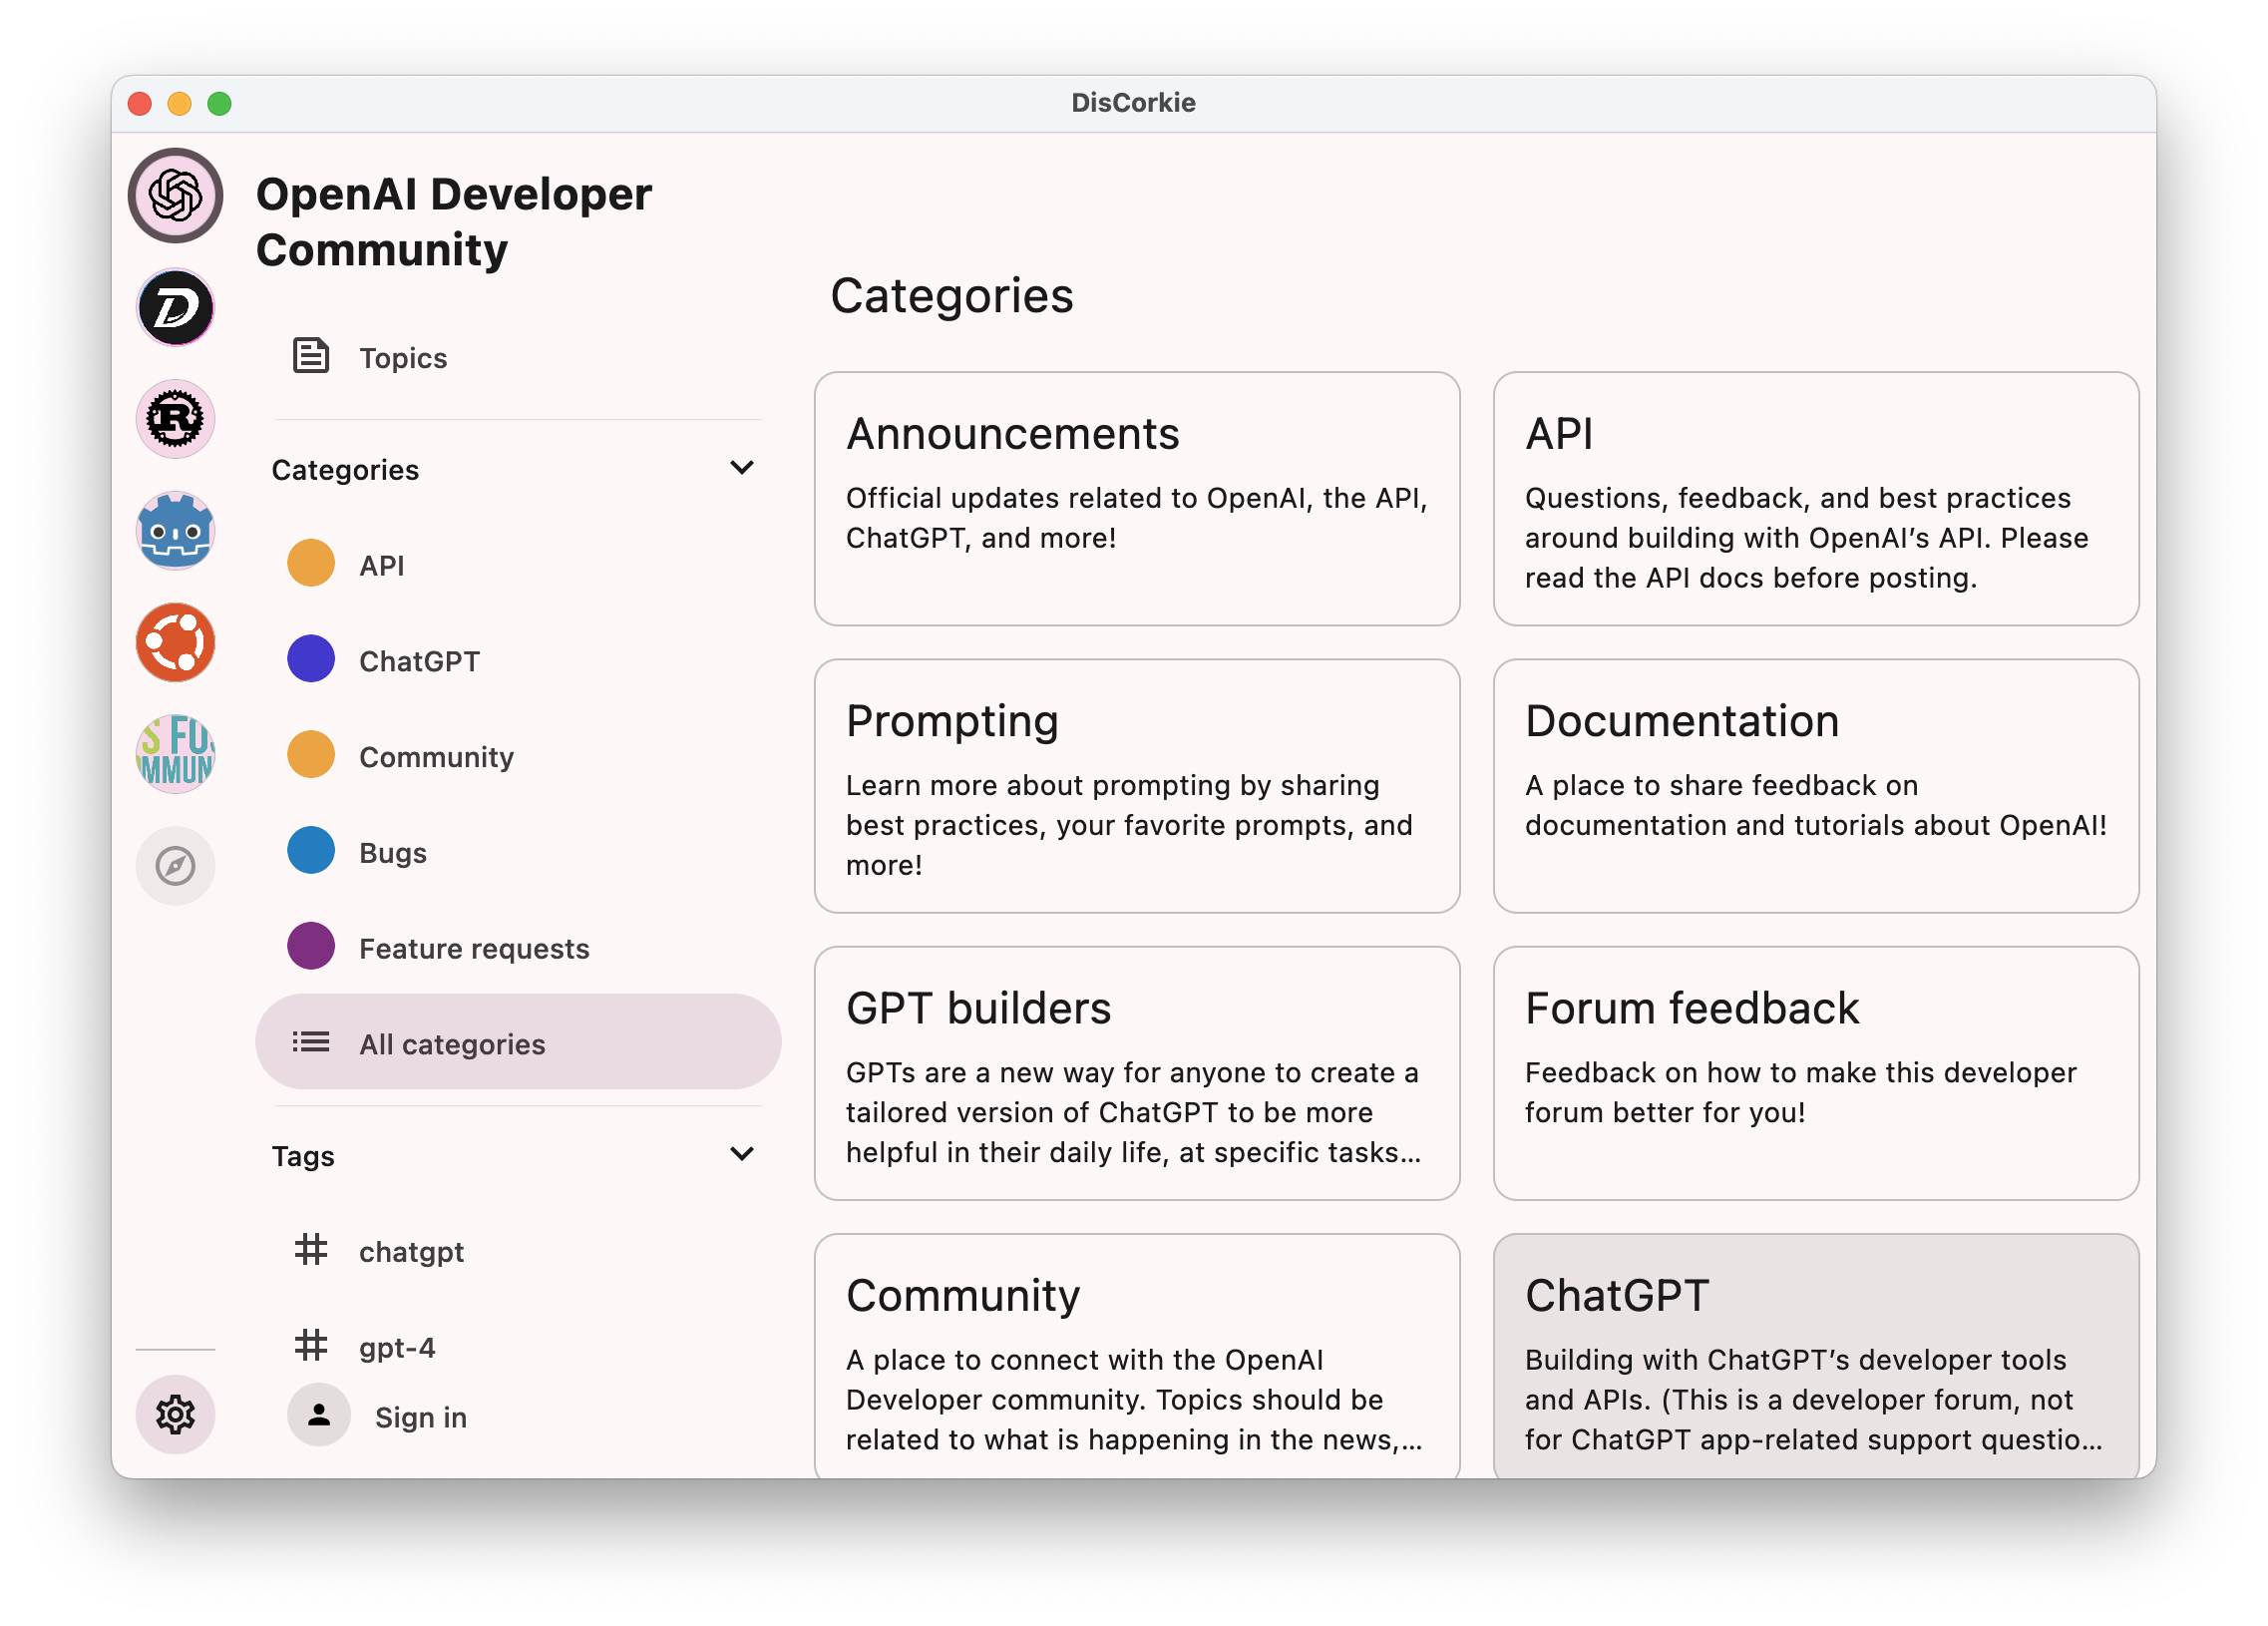 DisCorkie
OpenAI Developer
Community
Topics
Categories
API
ChatGPT
Community
Bugs
Feature requests
All categories
Tags
chatgpt
gpt-4
Sign in
D
R
S FOS
MMUN
Categories
Announcements
Official updates related to OpenAI, the API,
ChatGPT, and more!
API
Questions, feedback, and best practices
around building with OpenAI’s API. Please
read the API docs before posting.
Prompting
Learn more about prompting by sharing
best practices, your favorite prompts, and
more!
Documentation
A place to share feedback on
documentation and tutorials about OpenAI!
GPT builders
GPTs are a new way for anyone to create a
tailored version of ChatGPT to be more
helpful in their daily life, at specific tasks…
Forum feedback
Feedback on how to make this developer
forum better for you!
Community
A place to connect with the OpenAI
Developer community. Topics should be
related to what is happening in the news,…
ChatGPT
Building with ChatGPT’s developer tools
and APIs. (This is a developer forum, not
for ChatGPT app-related support questio…